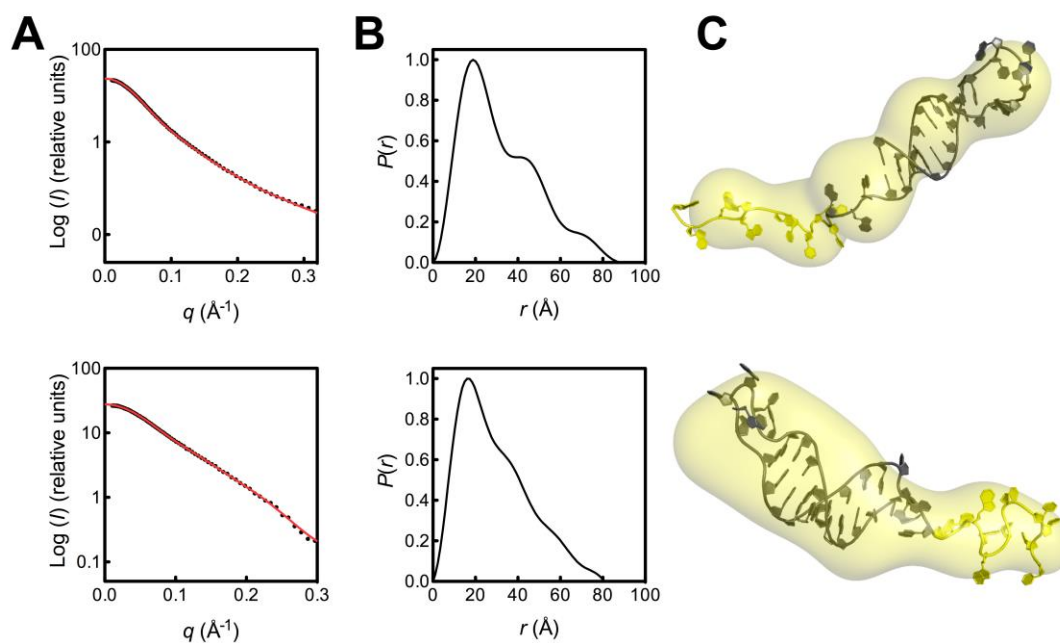 A
B
C
100
1
0
Log (I) (relative units)
0.0 0.1 0.2 0.3
q (Å-1)
1.0
0.8
0.6
0.4
0.2
0.0
P(r)
0 20 40 60 80 100
r (Å)
100
10
1
0.1
Log (I) (relative units)
0.0 0.1 0.2 0.3
q (Å-1)
1.0
0.8
0.6
0.4
0.2
0.0
P(r)
0 20 40 60 80 100
r (Å)